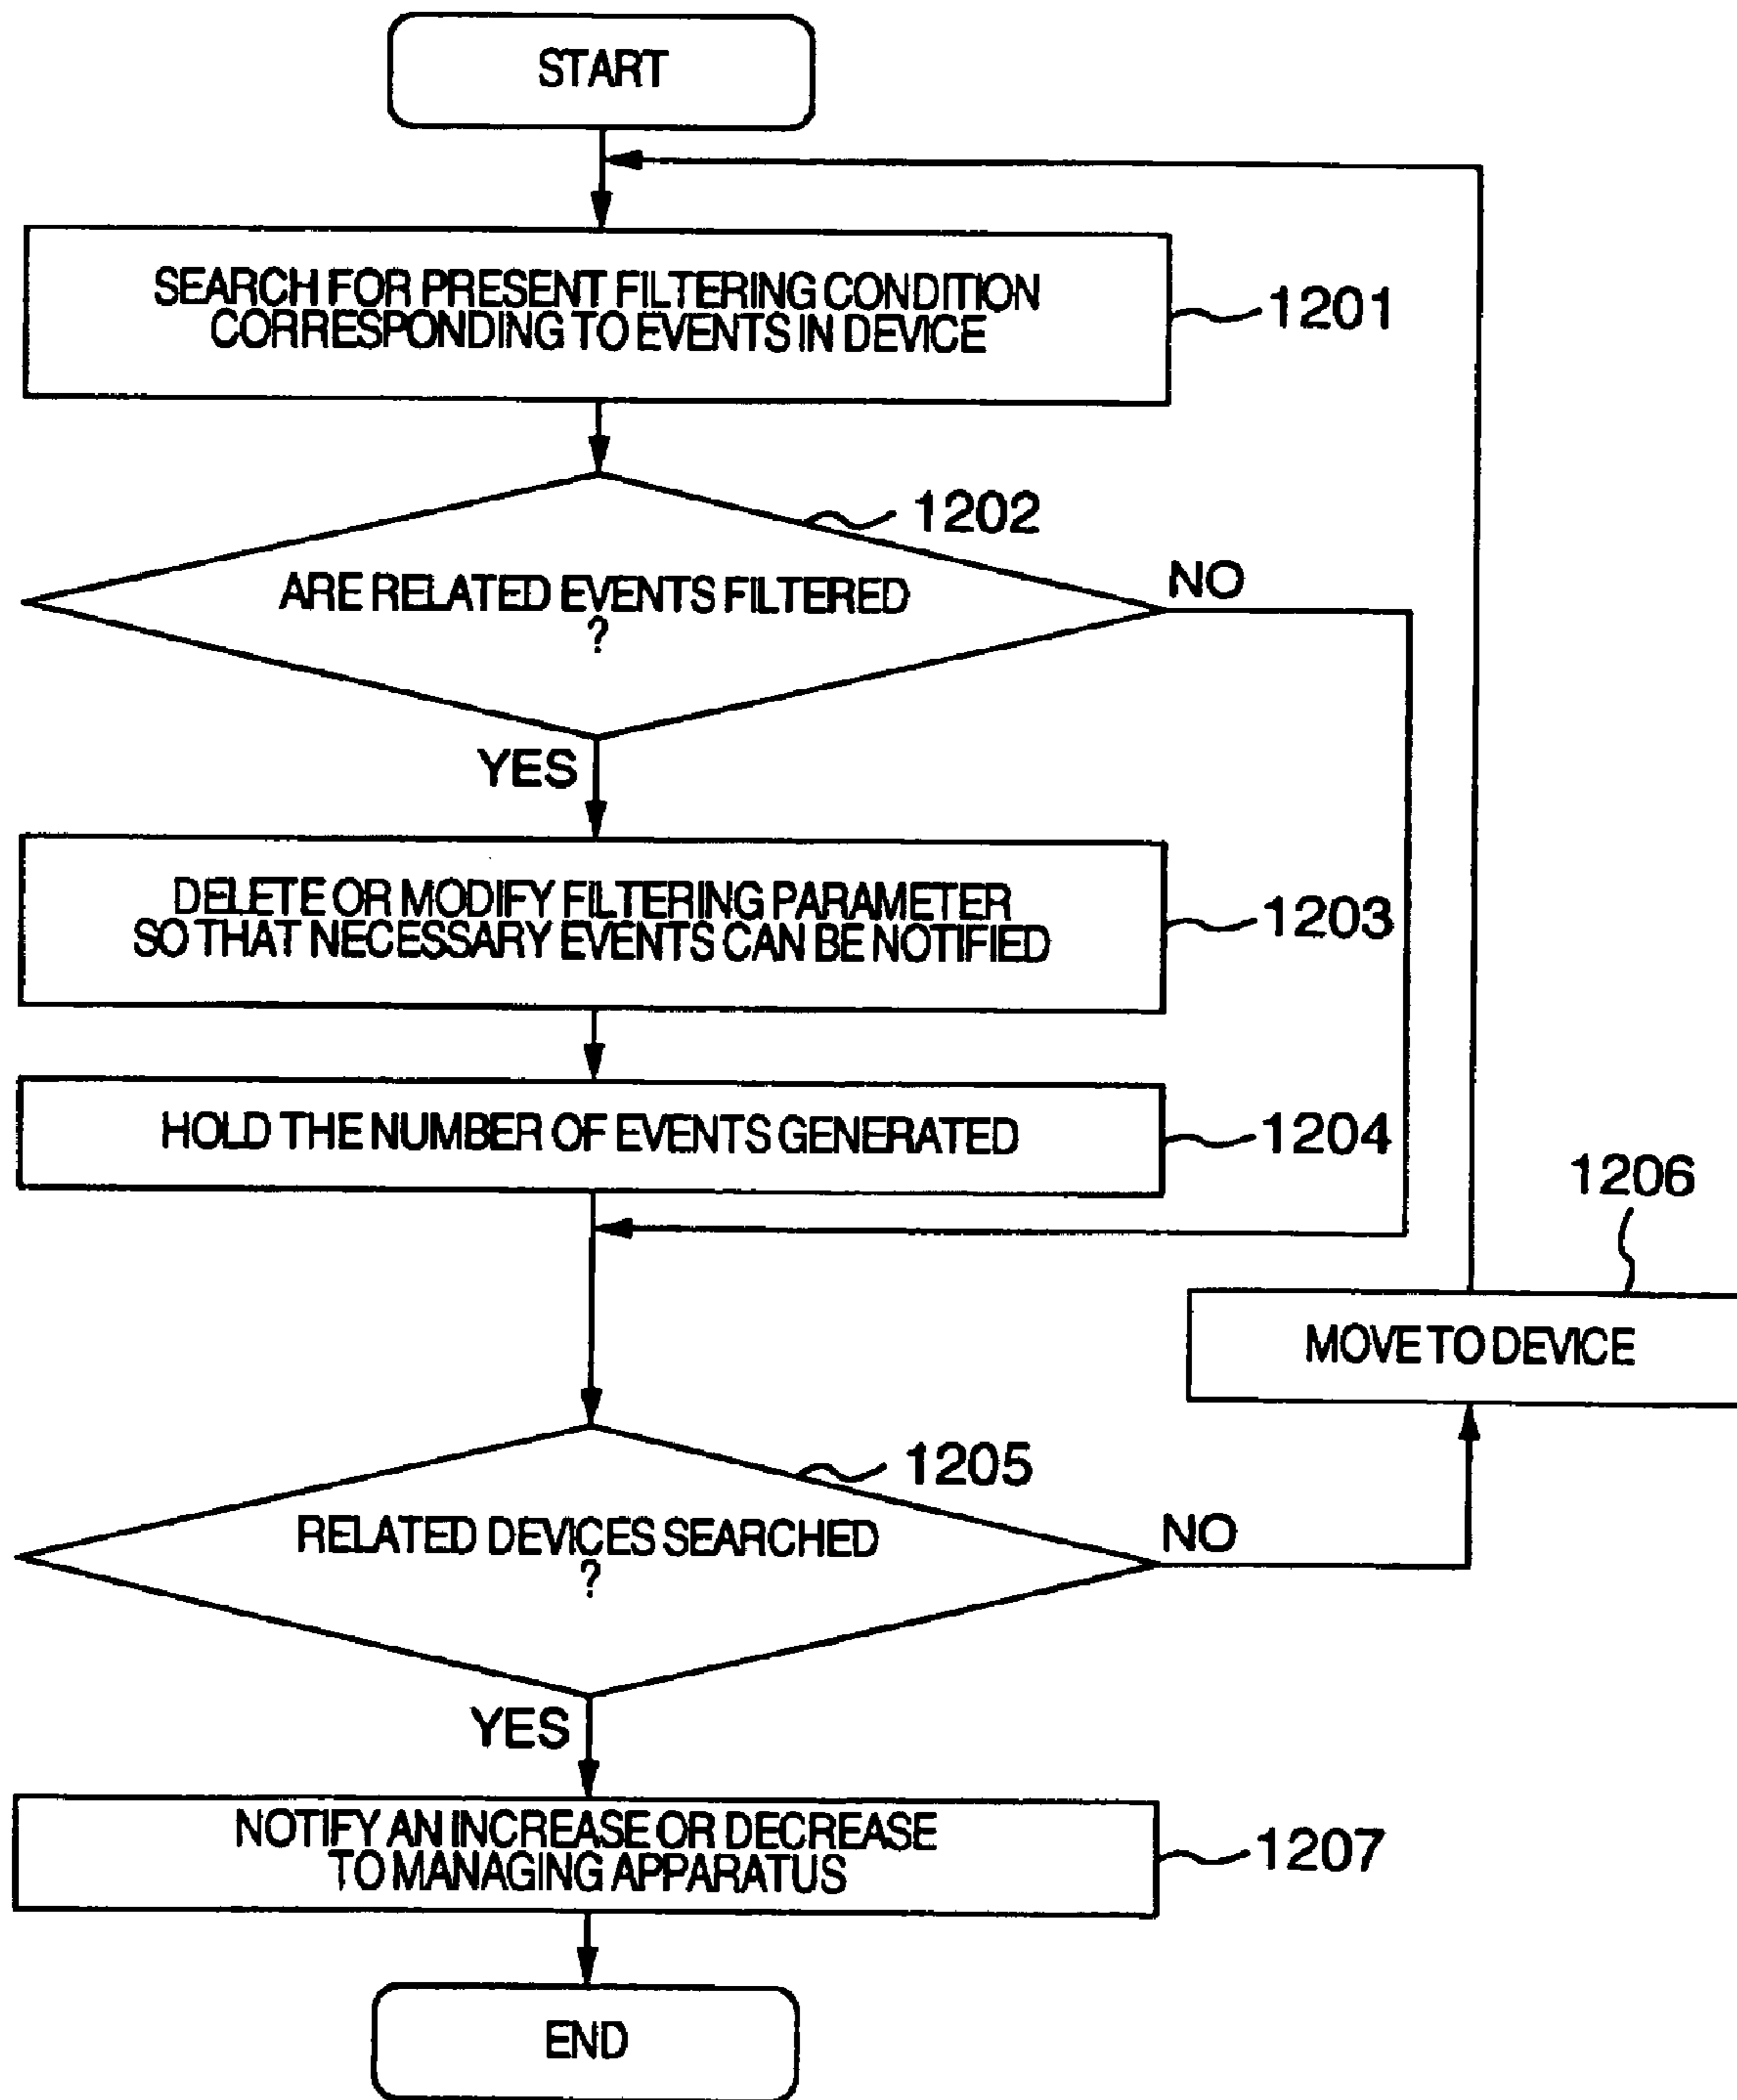 START
SEARCH FOR PRESENT FILTERING CONDITION
CORRESPONDING TO EVENTS IN DEVICE
1201
1202
ARE RELATED EVENTS FILTERED
?
NO
YES
DELETE OR MODIFY FILTERING PARAMETER
SO THAT NECESSARY EVENTS CAN BE NOTIFIED
1203
HOLD THE NUMBER OF EVENTS GENERATED
1204
1206
MOVE TO DEVICE
1205
RELATED DEVICES SEARCHED
?
NO
YES
NOTIFY AN INCREASE OR DECREASE
TO MANAGING APPARATUS
1207
END